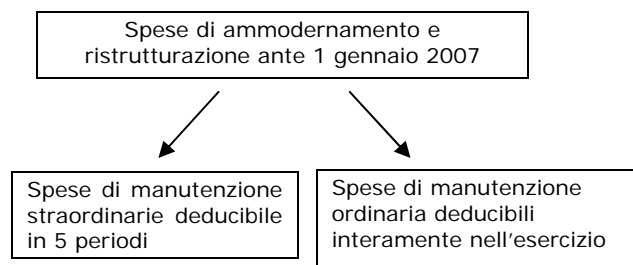 Spese di ammodernamento e
ristrutturazione ante 1 gennaio 2007
Spese di manutenzione
straordinarie deducibile
in 5 periodi
Spese di manutenzione
ordinaria deducibili
interamente nell'esercizio